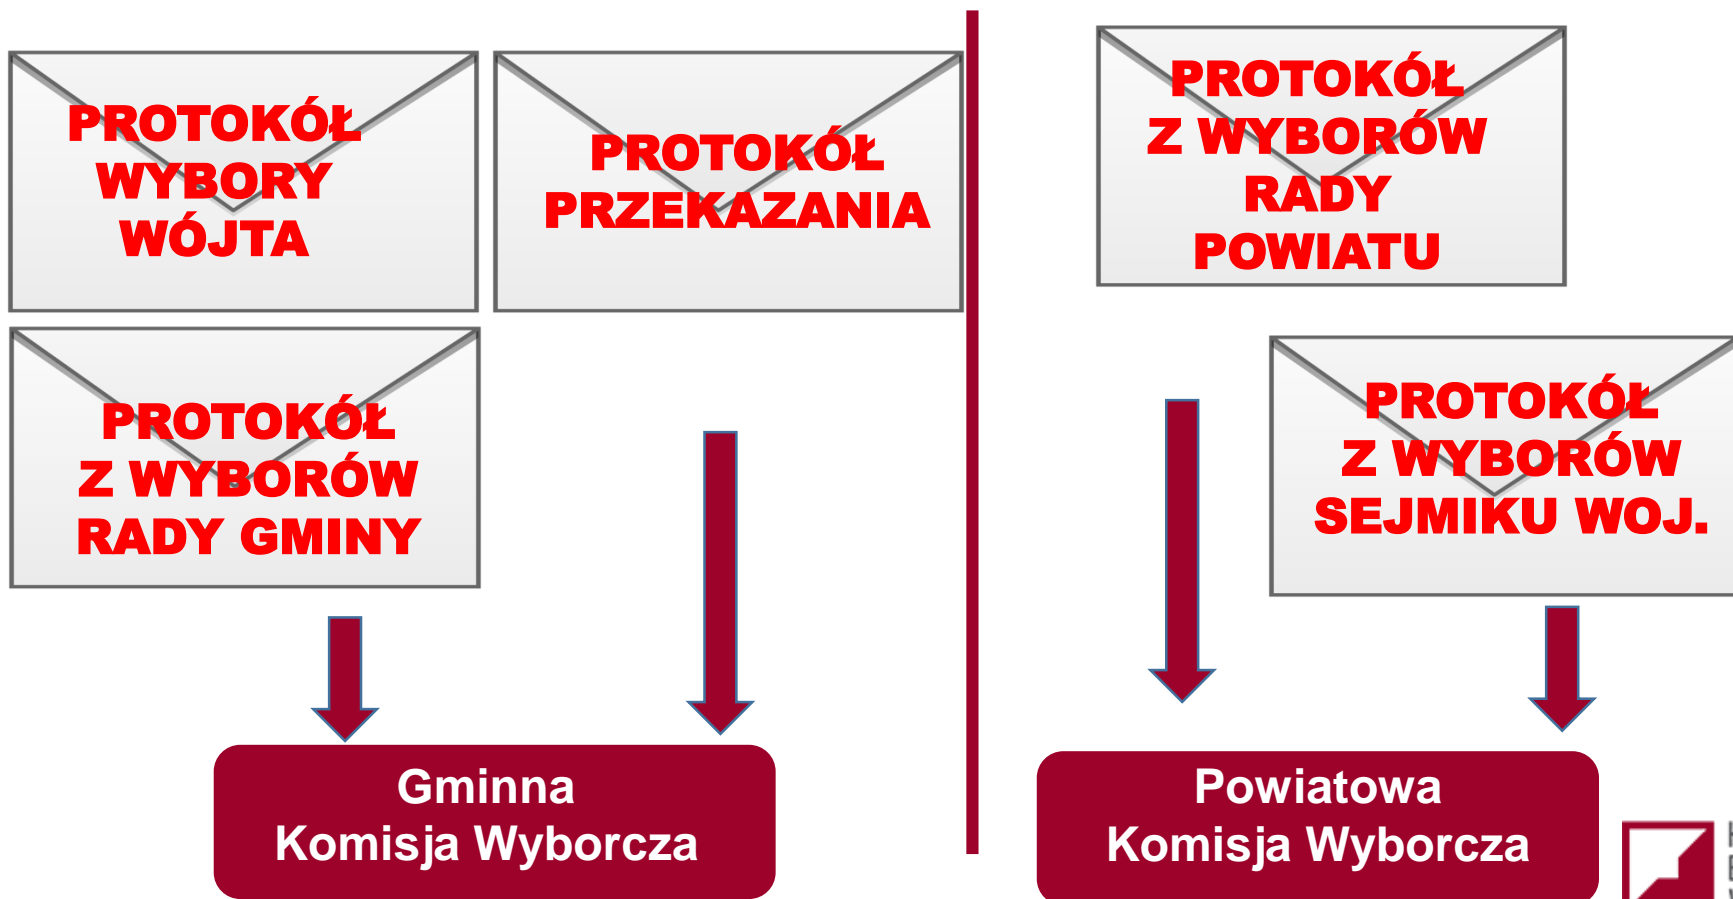 PROTOKÓŁ
WYBORY
WÓJTA
PROTOKÓŁ
PRZEKAZANIA
PROTOKÓŁ
Z WYBORÓW
RADY GMINY
Gminna
Komisja Wyborcza
PROTOKÓŁ
Z WYBORÓW
RADY
POWIATU
PROTOKÓŁ
Z WYBORÓW
SEJMIKU WOJ.
Powiatowa
Komisja Wyborcza